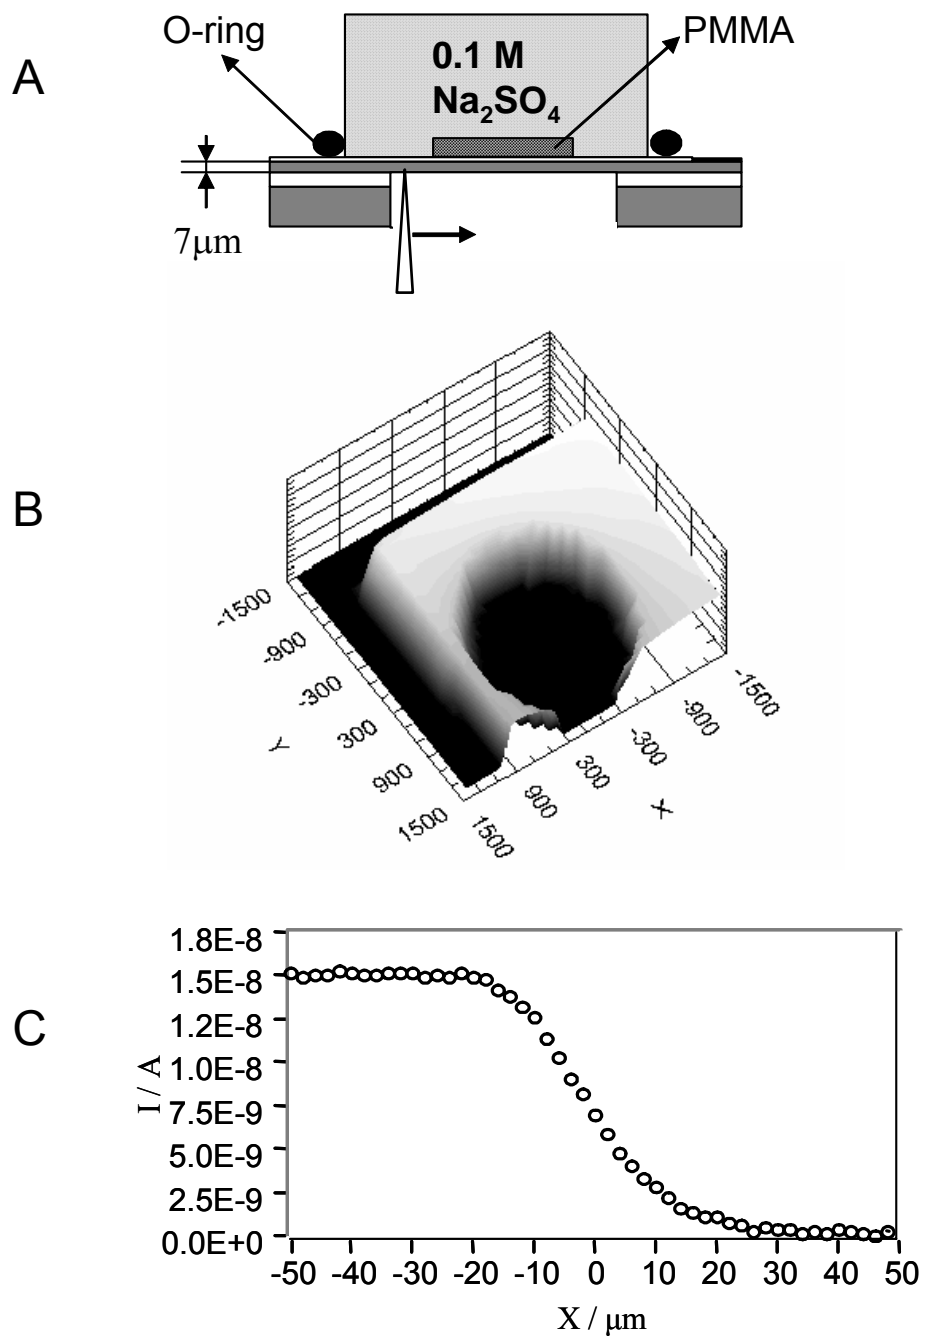 O-ring
PMMA
A
0.1 M
Na₂SO₄
7μm
B
-1500
-900
-300
300
900
1500
Y
1500
900
300
-300
-900
-1500
X
C
1.8E-8
1.5E-8
1.2E-8
1.0E-8
7.5E-9
5.0E-9
2.5E-9
0.0E+0
I / A
-50 -40 -30 -20 -10 0 10 20 30 40 50
X / μm